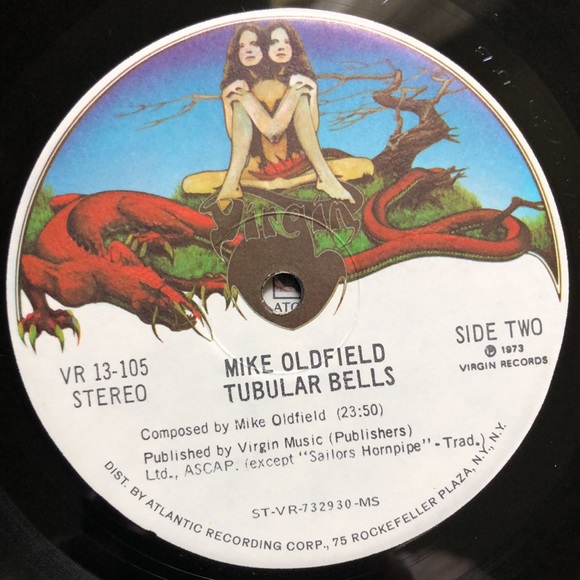 Virgin
ATC
VR 13-105
STEREO
MIKE OLDFIELD
TUBULAR BELLS
SIDE TWO
Ⓟ 1973
VIRGIN RECORDS
Composed by Mike Oldfield (23:50)
Published by Virgin Music (Publishers)
Ltd., ASCAP. (except "Sailors Hornpipe" - Trad.)
ST-VR-732930-MS
DIST. BY ATLANTIC RECORDING CORP., 75 ROCKEFELLER PLAZA, N.Y., N.Y.